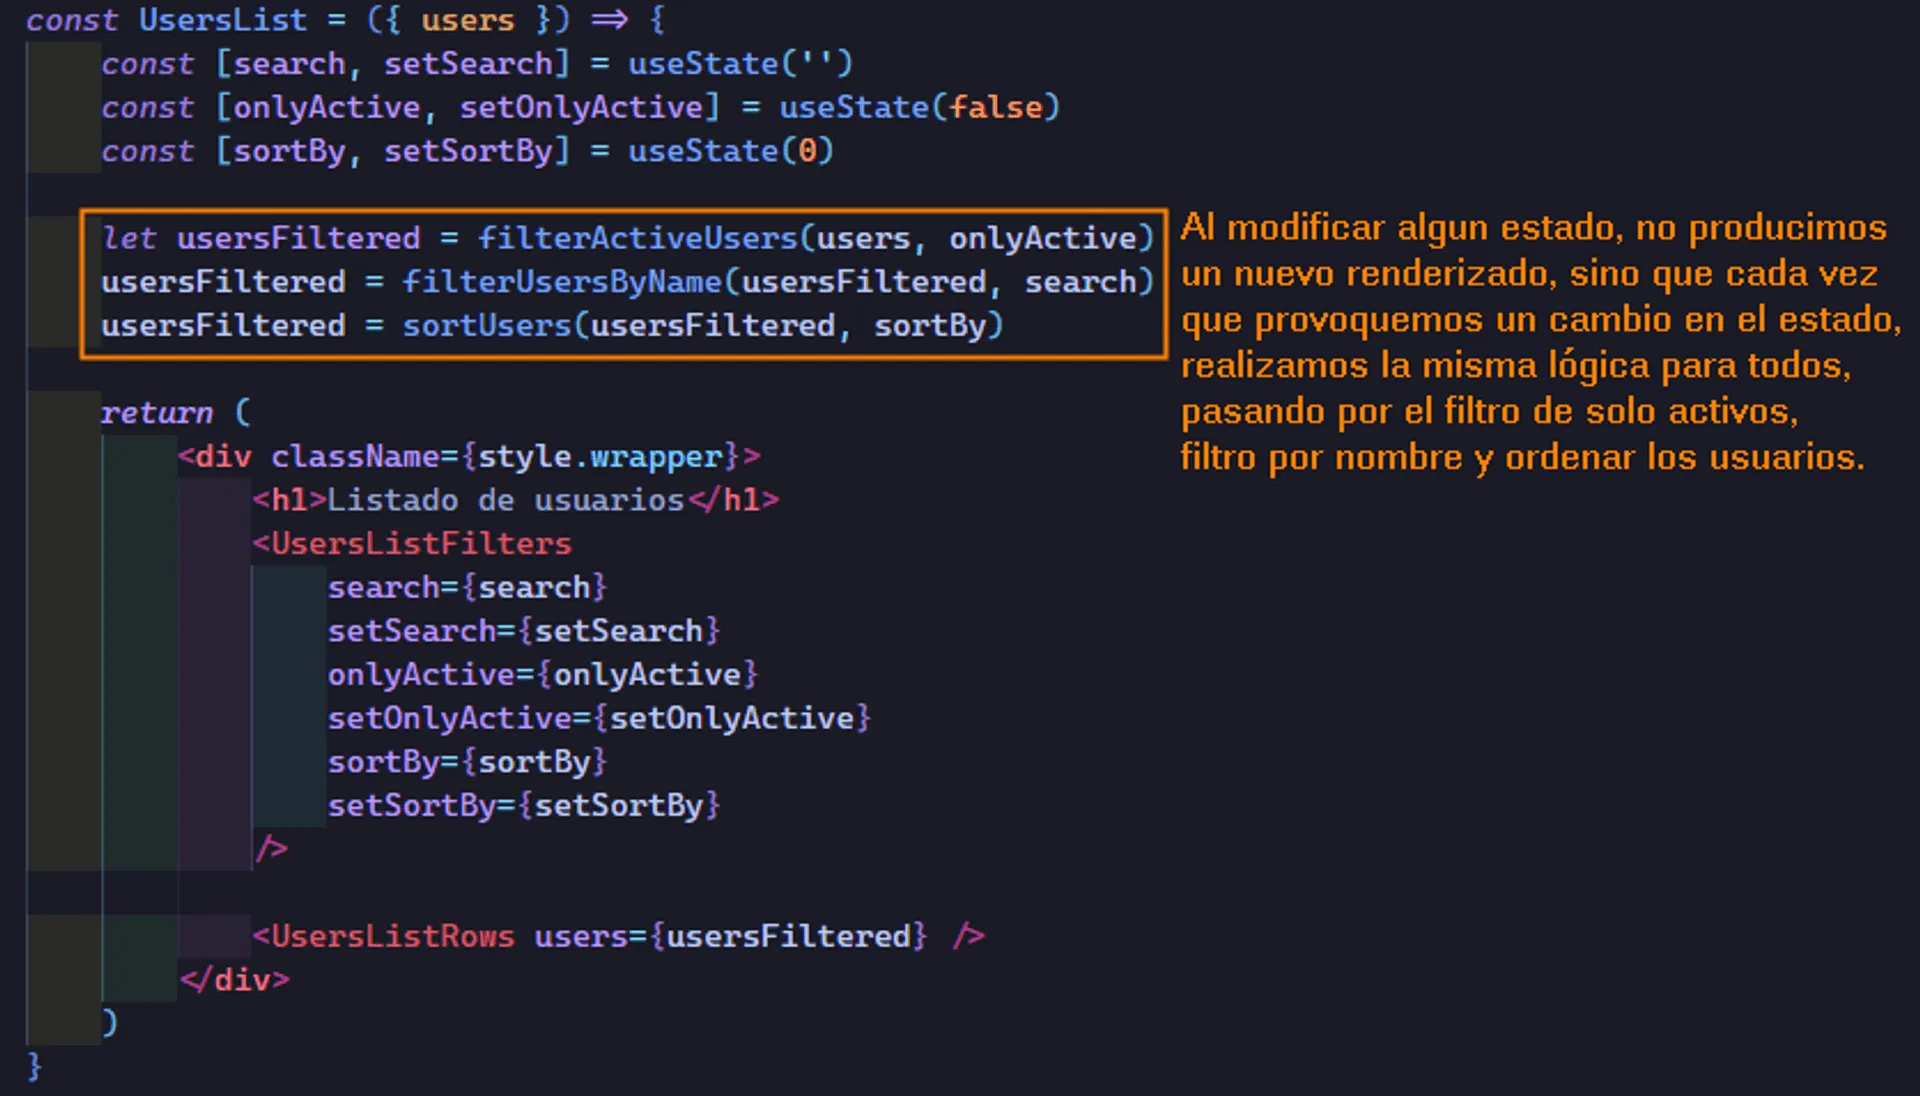 const UsersList = ({ users }) => {
const [search, setSearch] = useState('')
const [onlyActive, setOnlyActive] = useState(false)
const [sortBy, setSortBy] = useState(0)
let usersFiltered = filterActiveUsers(users, onlyActive)
usersFiltered = filterUsersByName(usersFiltered, search)
usersFiltered = sortUsers(usersFiltered, sortBy)
Al modificar algun estado, no producimos
un nuevo renderizado, sino que cada vez
que provoquemos un cambio en el estado,
realizamos la misma lógica para todos,
pasando por el filtro de solo activos,
filtro por nombre y ordenar los usuarios.
return (
<div className={style.wrapper}>
<h1>Listado de usuarios</h1>
<UsersListFilters
search={search}
setSearch={setSearch}
onlyActive={onlyActive}
setOnlyActive={setOnlyActive}
sortBy={sortBy}
setSortBy={setSortBy}
/>
<UsersListRows users={usersFiltered} />
</div>
)
}